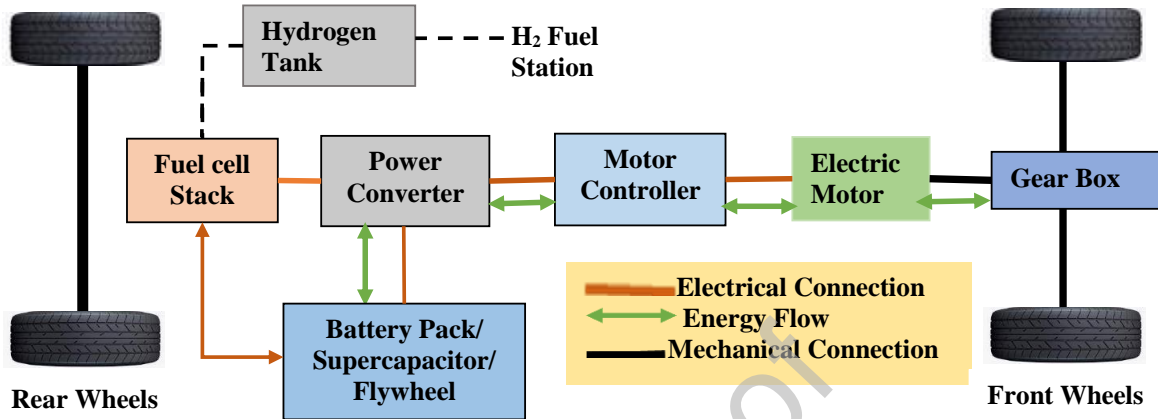 Hydrogen
Tank
H₂ Fuel
Station
Fuel cell
Stack
Power
Converter
Motor
Controller
Electric
Motor
Gear Box
Battery Pack/
Supercapacitor/
Flywheel
Electrical Connection
Energy Flow
Mechanical Connection
Rear Wheels
Front Wheels
of